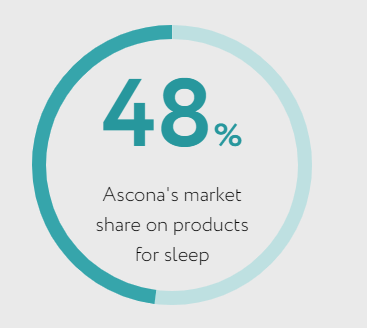 48%
Ascona's market
share on products
for sleep